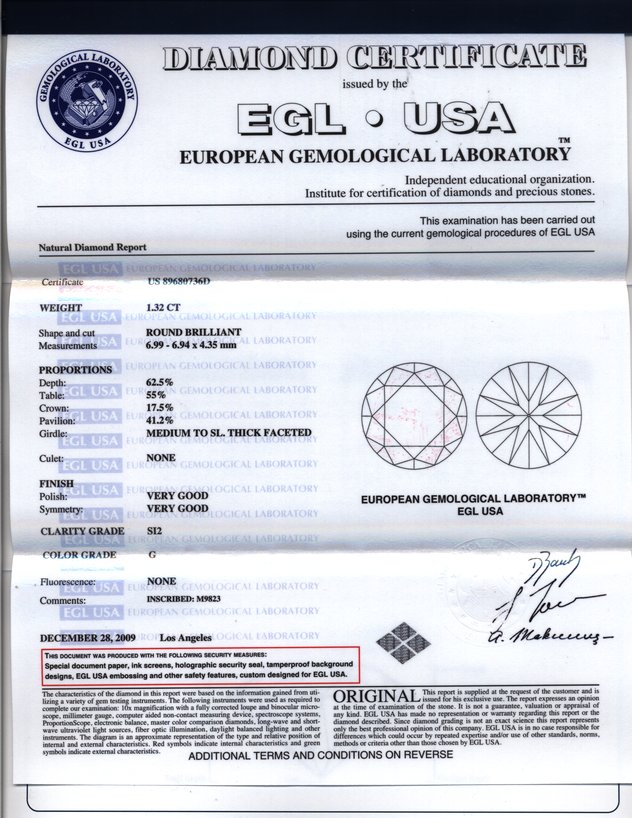 DIAMOND CERTIFICATE
GEMOLOGICAL LABORATORY
EGL USA
issued by the
EGL • USA
EUROPEAN GEMOLOGICAL LABORATORY™
Independent educational organization.
Institute for certification of diamonds and precious stones.
This examination has been carried out
using the current gemological procedures of EGL USA
Natural Diamond Report
EGL USA EUROPEAN GEMOLOGICAL LABORATORY
Certificate US 89680736D
WEIGHT 1.32 CT
Shape and cut ROUND BRILLIANT
Measurements 6.99 - 6.94 x 4.35 mm
PROPORTIONS
Depth: 62.5%
Table: 55%
Crown: 17.5%
Pavilion: 41.2%
Girdle: MEDIUM TO SL. THICK FACETED
Culet: NONE
EUROPEAN GEMOLOGICAL LABORATORY™
EGL USA
FINISH
Polish: VERY GOOD
Symmetry: VERY GOOD
CLARITY GRADE SI2
COLOR GRADE G
Fluorescence: NONE
Comments: INSCRIBED: M9823
DECEMBER 28, 2009 Los Angeles
THIS DOCUMENT WAS PRODUCED WITH THE FOLLOWING SECURITY MEASURES:
Special document paper, ink screens, holographic security seal, tamperproof background
designs, EGL USA embossing and other safety features, custom designed for EGL USA.
The characteristics of the diamond in this report were based on the information gained from uti-
lizing a variety of gem testing instruments. The following instruments were used as required to
complete our examination: 10x magnification with a fully corrected loupe and binocular micro-
scope, millimeter gauge, computer aided non-contact measuring device, spectroscope systems,
ProportionScope, electronic balance, master color comparison diamonds, long-wave and short-
wave ultraviolet light sources, fiber optic illumination, daylight balanced lighting and other
instruments. The diagram is an approximate representation of the type and relative position of
internal and external characteristics. Red symbols indicate internal characteristics and green
symbols indicate external characteristics.
ORIGINAL This report is supplied at the request of the customer and is
issued for his exclusive use. The report expresses an opinion
at the time of examination of the stone. It is not a guarantee, valuation or appraisal of
any kind. EGL USA has made no representation or warranty regarding this report or the
diamond described. Since diamond grading is not an exact science this report represents
only the best professional opinion of this company. EGL USA is in no case responsible for
differences which could occur by repeated expertise and/or use of other standards, norms,
methods or criteria other than those chosen by EGL USA.
ADDITIONAL TERMS AND CONDITIONS ON REVERSE